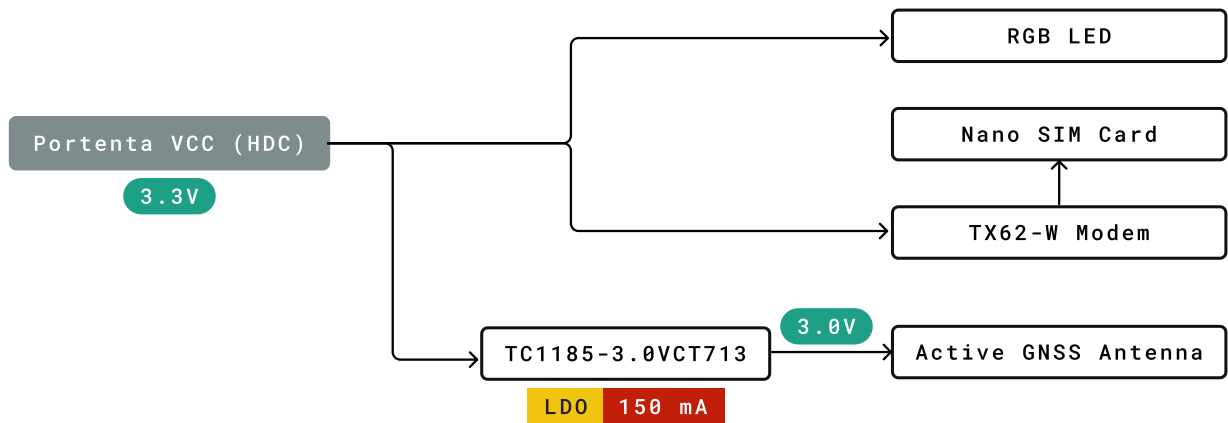 RGB LED
Portenta VCC (HDC)
3.3V
Nano SIM Card
TX62-W Modem
TC1185-3.0VCT713
3.0V
Active GNSS Antenna
LDO 150 mA